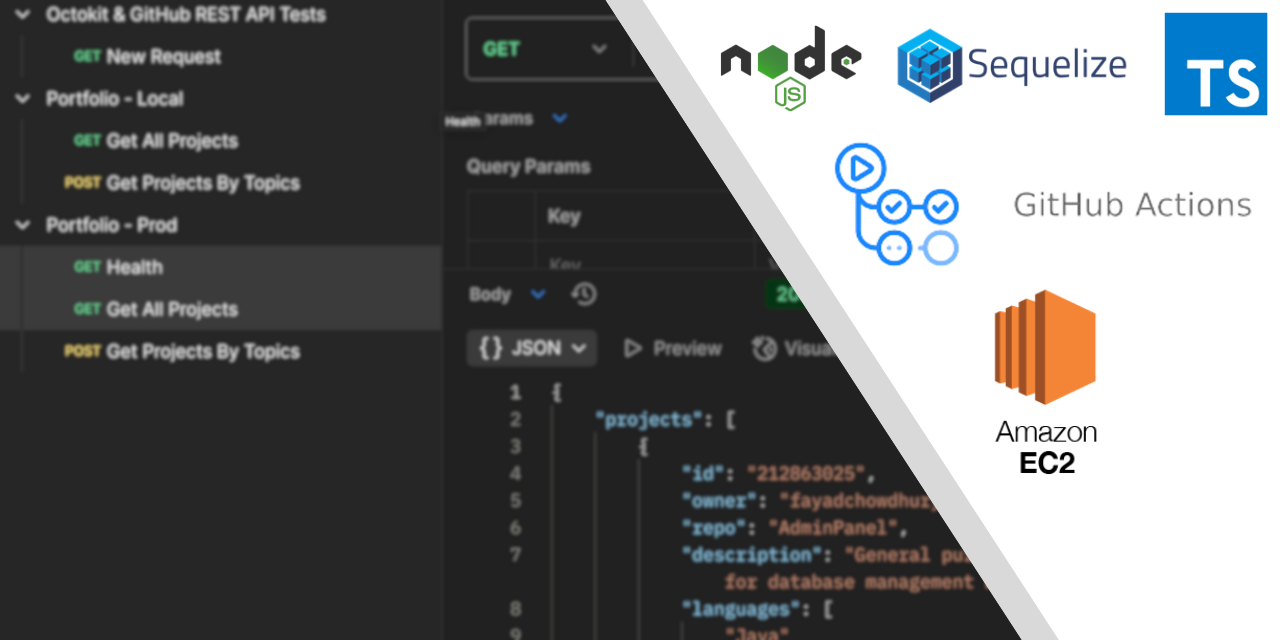 Octokit & GitHub REST API Tests
GET New Request
Portfolio - Local
GET Get All Projects
POST Get Projects By Topics
Portfolio - Prod
GET Health
GET Get All Projects
POST Get Projects By Topics
GET
Health
Query Params
Key
Key
Body
{} JSON
Preview
1 {
2 "projects": [
3 {
4 "id": "212863025",
5 "owner": "fayadchowdhury
6 "repo": "AdminPanel",
7 "description": "General
for database management
8 "languages": [
9 "Java"
node
JS
Sequelize
TS
GitHub Actions
Amazon
EC2